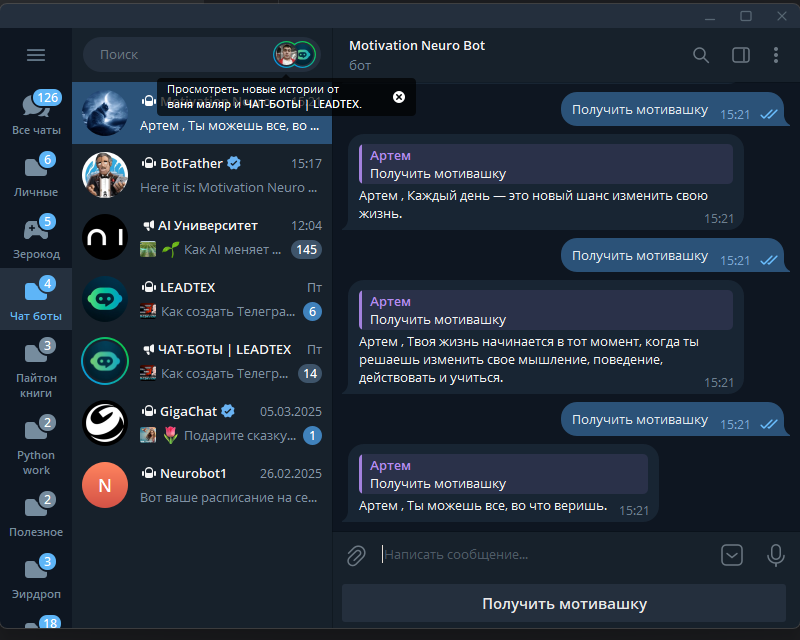 126
Все чаты
6
Личные
5
Зерокод
4
Чат боты
3
Пайтон
книги
2
Python
work
2
Полезное
3
Эирдроп
18
Поиск
Просмотреть новые истории от
ваня маляр и ЧАТ-БОТЫ | LEADTEX.
Артем , Ты можешь все, во ...
BotFather
15:17
Here it is: Motivation Neuro ...
AI Университет
12:04
Как AI меняет ...
145
LEADTEX
Пт
Как создать Телегра...
6
ЧАТ-БОТЫ | LEADTEX
Пт
Как создать Телегр...
14
GigaChat
05.03.2025
Подарите сказку...
1
N
Neurobot1
26.02.2025
Вот ваше расписание на се...
Motivation Neuro Bot
бот
Получить мотивашку
15:21
Артем
Получить мотивашку
Артем , Каждый день — это новый шанс изменить свою
жизнь.
15:21
Получить мотивашку
15:21
Артем
Получить мотивашку
Артем , Твоя жизнь начинается в тот момент, когда ты
решаешь изменить свое мышление, поведение,
действовать и учиться.
15:21
Получить мотивашку
15:21
Артем
Получить мотивашку
Артем , Ты можешь все, во что веришь.
15:21
Написать сообщение...
Получить мотивашку